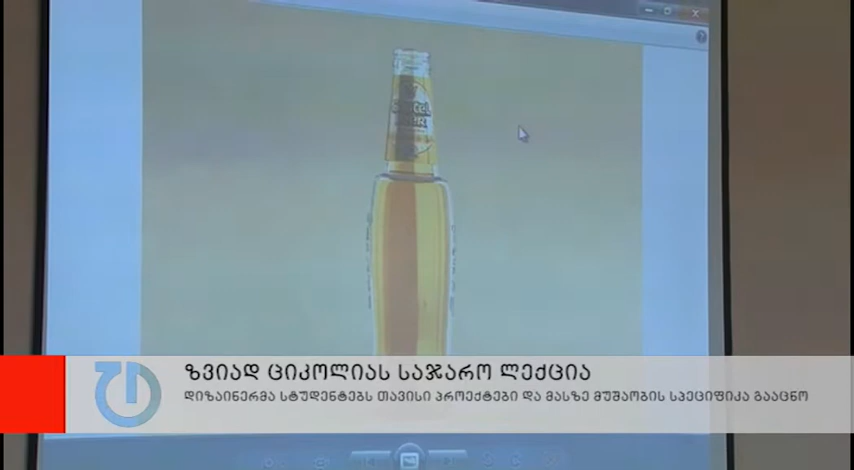 ზვიად ციკოლიას საჯარო ლექცია
დიზაინერმა სტუდენტებს თავისი პროექტები და მასზე მუშაობის სპეციფიკა გააცნო